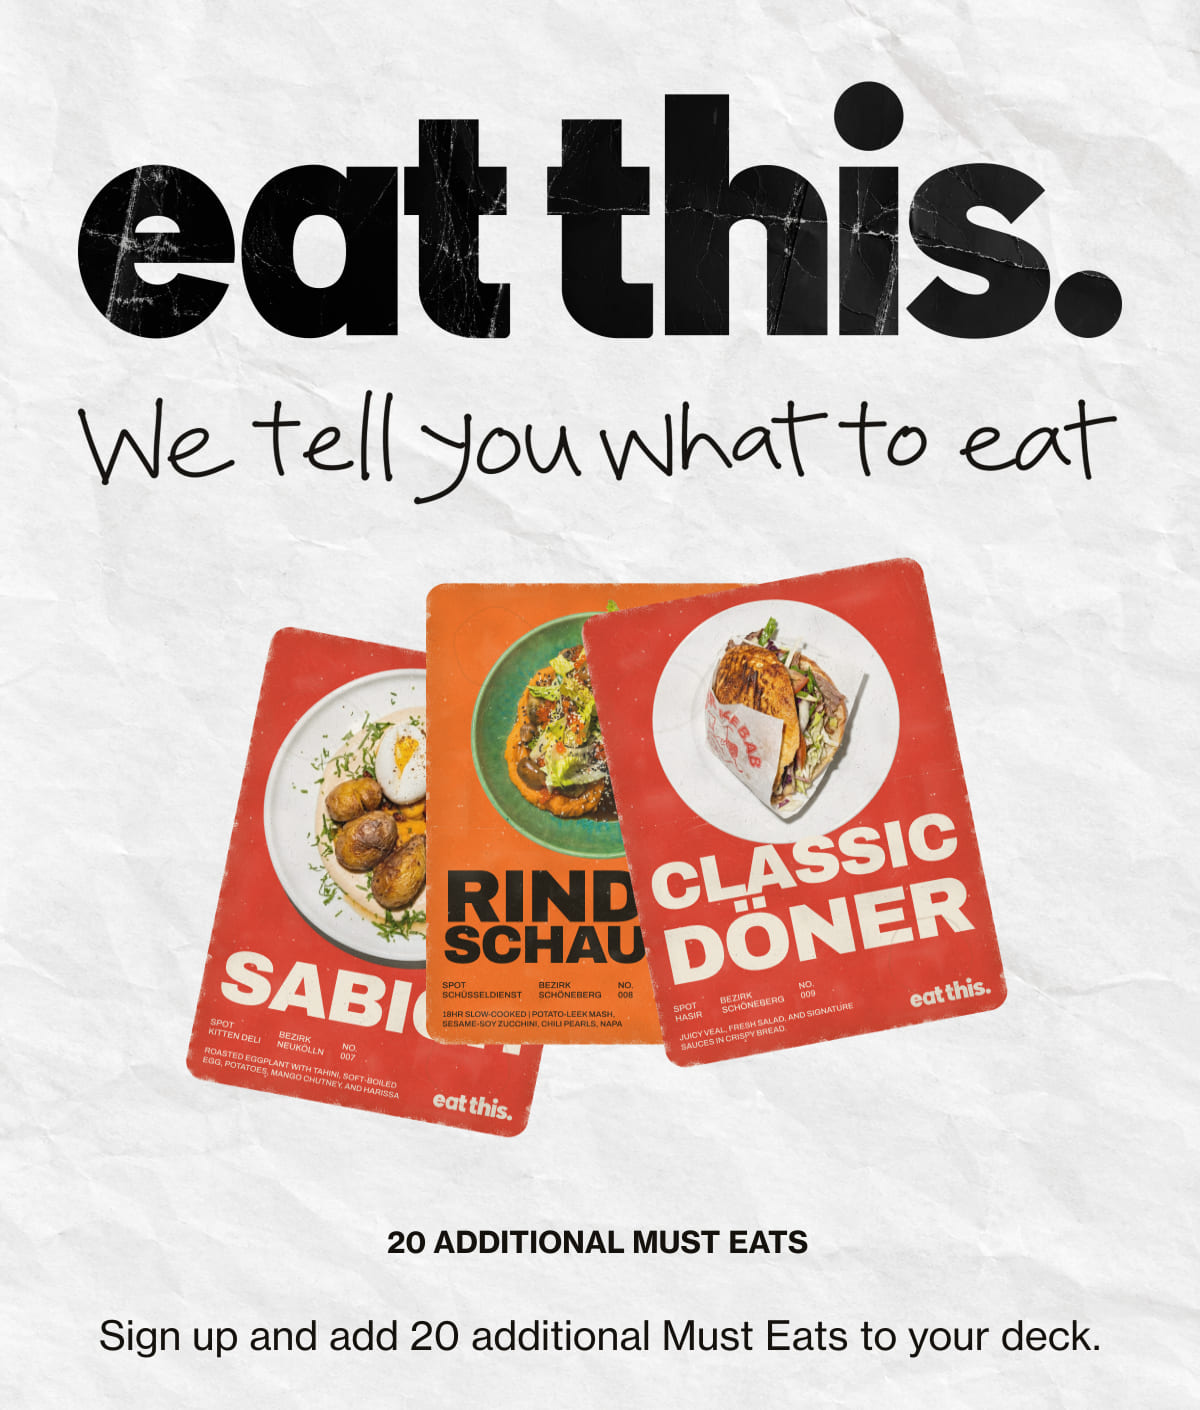 eat this.
We tell you what to eat
SABICH
SPOT
KITTEN DELI
BEZIRK
NEUKÖLLN
NO.
007
ROASTED EGGPLANT WITH TAHINI, SOFT-BOILED
EGG, POTATOES, MANGO CHUTNEY, AND HARISSA
eat this.
RIND
SCHAU
SPOT
SCHÜSSELDIENST
BEZIRK
SCHÖNEBERG
NO.
008
18HR SLOW-COOKED | POTATO-LEEK MASH,
SESAME-SOY ZUCCHINI, CHILI PEARLS, NAPA
KEBAB
CLASSIC
DÖNER
SPOT
HASIR
BEZIRK
SCHÖNEBERG
NO.
009
JUICY VEAL, FRESH SALAD, AND SIGNATURE
SAUCES IN CRISPY BREAD.
eat this.
20 ADDITIONAL MUST EATS
Sign up and add 20 additional Must Eats to your deck.